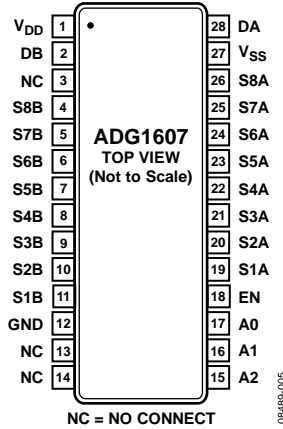 VDD 1 28 DA
DB 2 27 VSS
NC 3 26 S8A
S8B 4 25 S7A
S7B 5 24 S6A
S6B 6 23 S5A
S5B 7 22 S4A
S4B 8 21 S3A
S3B 9 20 S2A
S2B 10 19 S1A
S1B 11 18 EN
GND 12 17 A0
NC 13 16 A1
NC 14 15 A2
ADG1607
TOP VIEW
(Not to Scale)
NC = NO CONNECT
08489-005